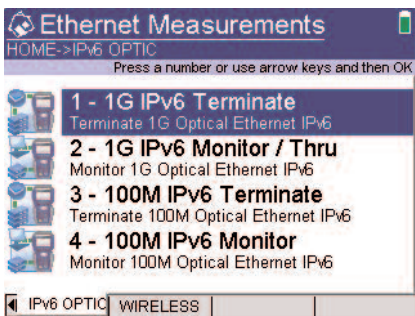 Ethernet Measurements
HOME->IPv6 OPTIC
Press a number or use arrow keys and then OK
1 - 1G IPv6 Terminate
Terminate 1G Optical Ethernet IPv6
2 - 1G IPv6 Monitor / Thru
Monitor 1G Optical Ethernet IPv6
3 - 100M IPv6 Terminate
Terminate 100M Optical Ethernet IPv6
4 - 100M IPv6 Monitor
Monitor 100M Optical Ethernet IPv6
IPv6 OPTIC WIRELESS